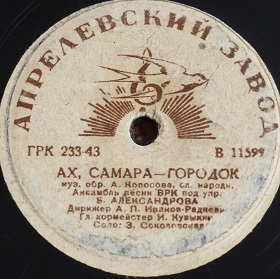 АПРЕЛЕВСКИЙ ЗАВОД
ГРК 233-43 В 11599
АХ, САМАРА—ГОРОДОК
муз. обр. А. Колосова, сл. народн.
Ансамбль песни ВРК под упр.
Б. АЛЕКСАНДРОВА
Дирижер А. П. Иванов-Радкевич
Гл. хормейстер И. Кувыкин
Соло: З. Соколовская